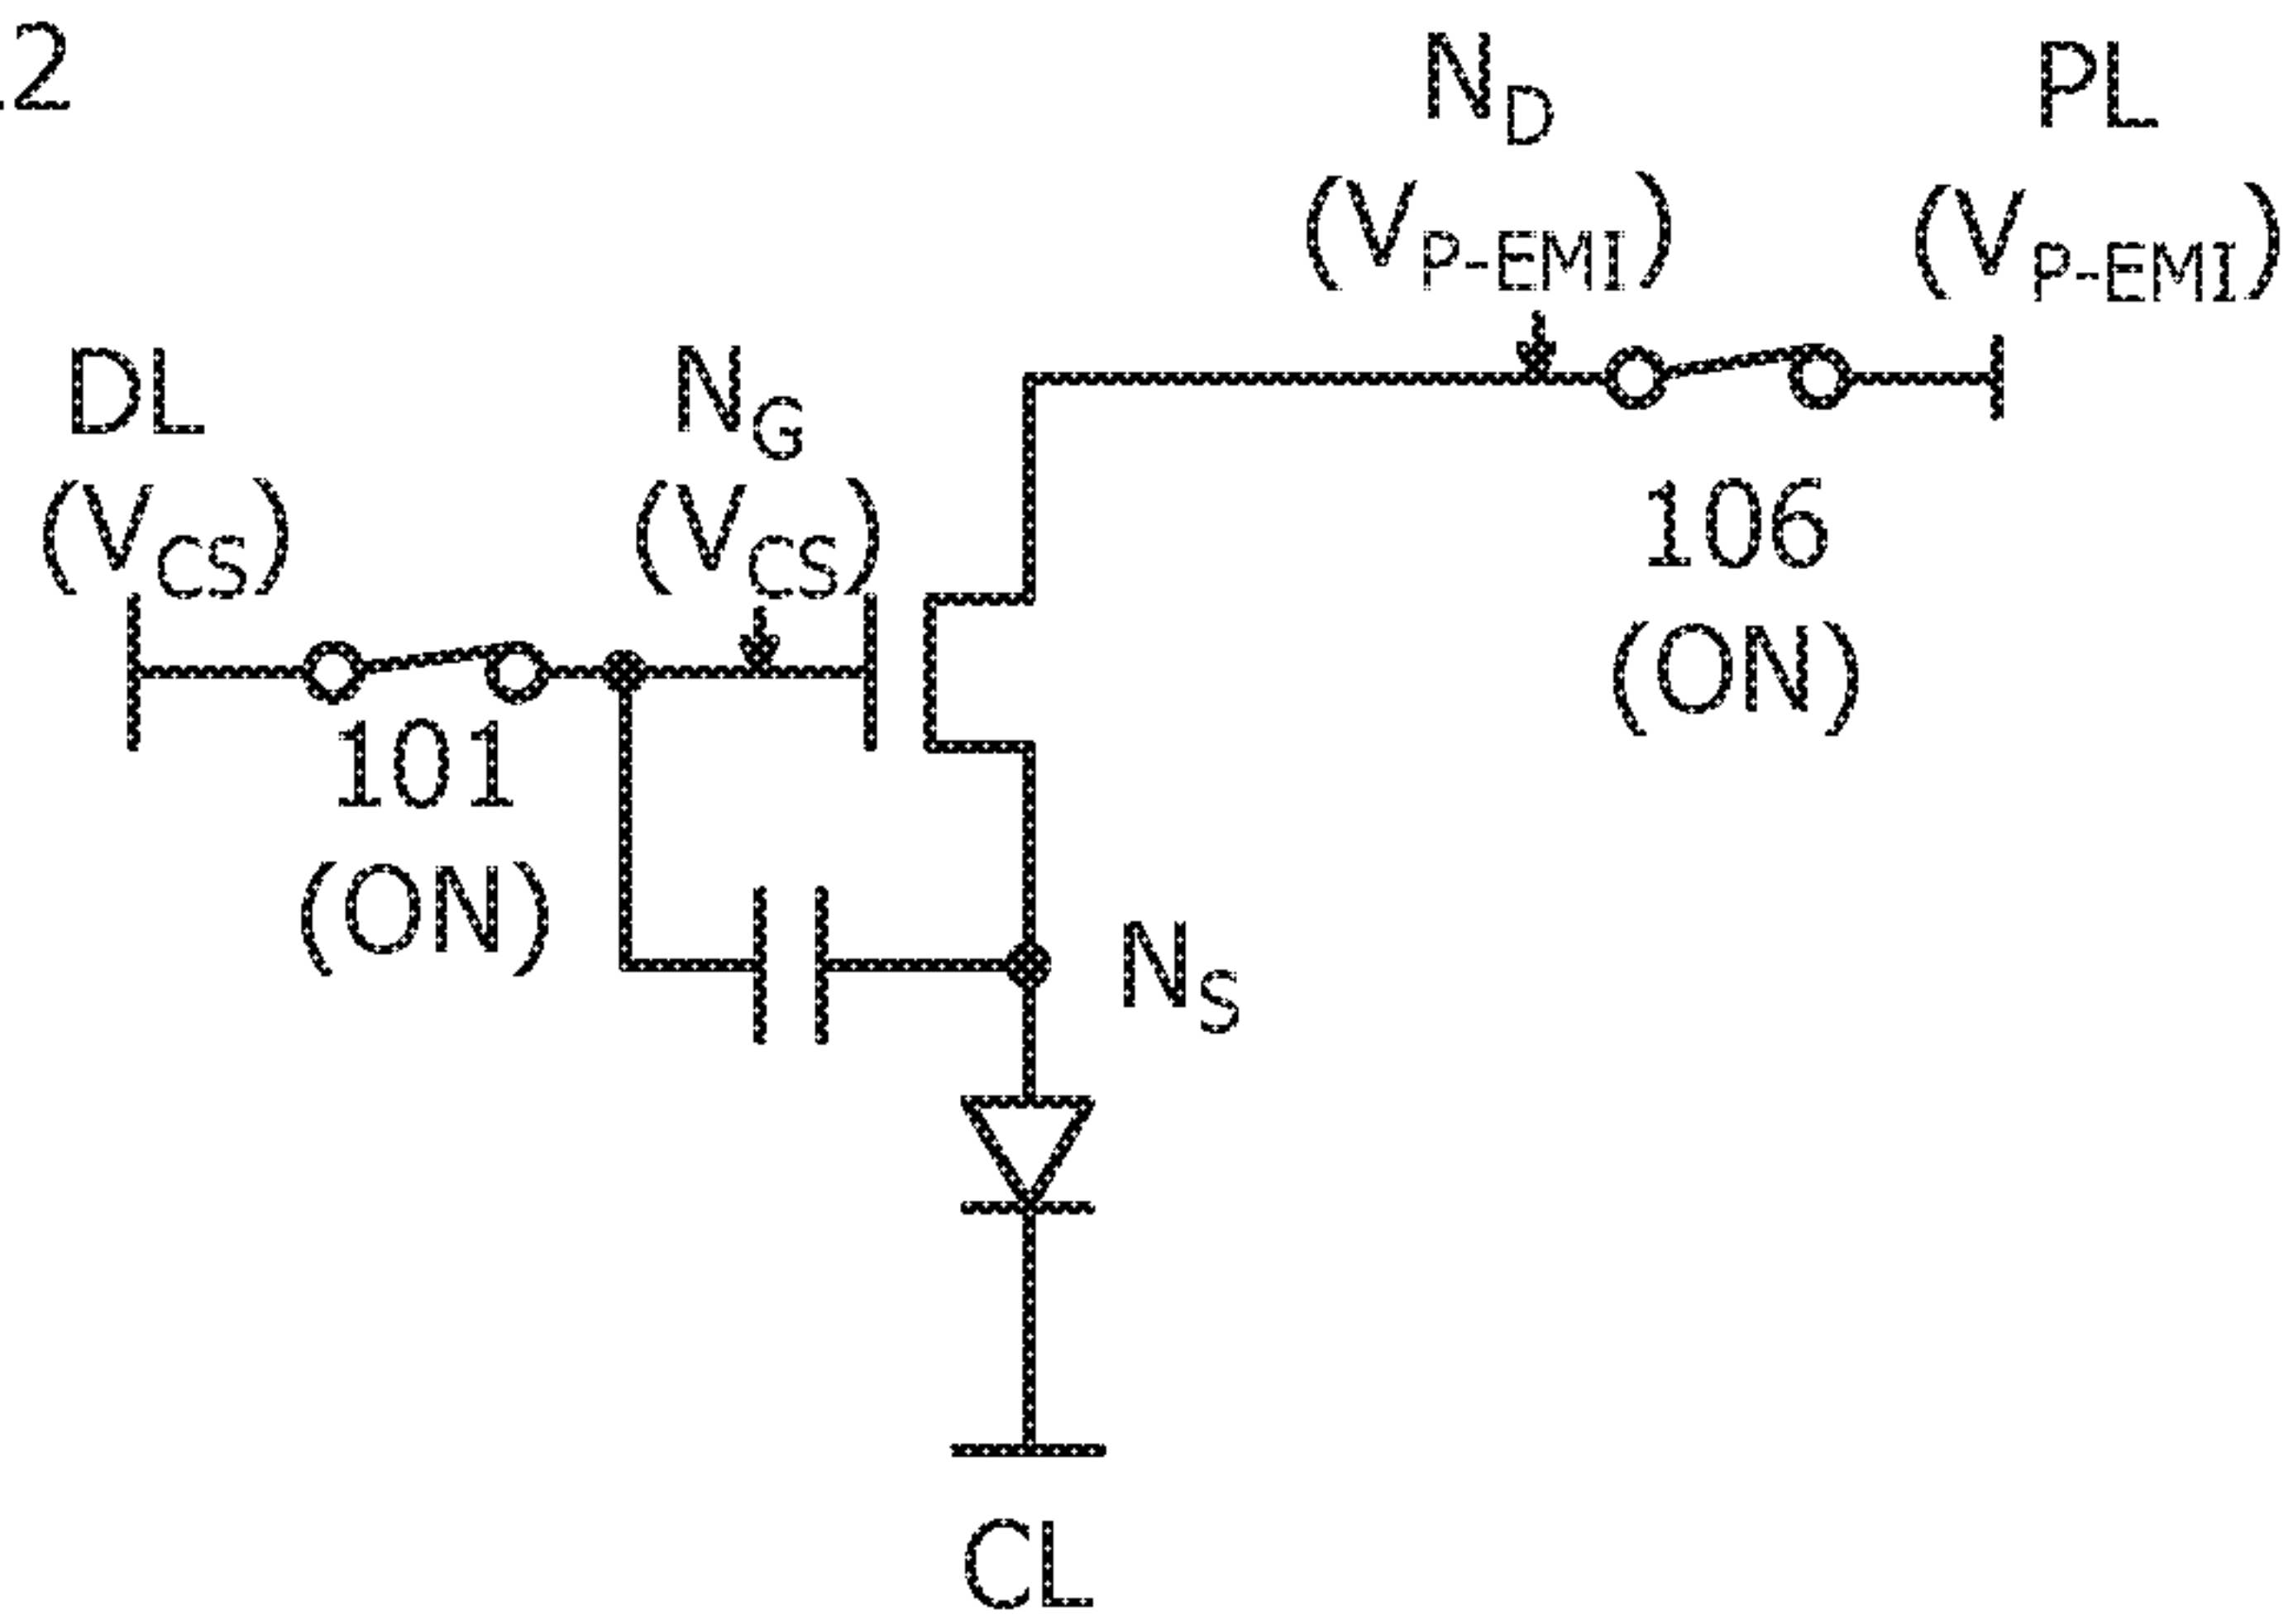 2
N_D
PL
(V_P-EMI)
(V_P-EMI)
DL
N_G
(V_CS)
(V_CS)
106
(ON)
101
(ON)
N_S
CL